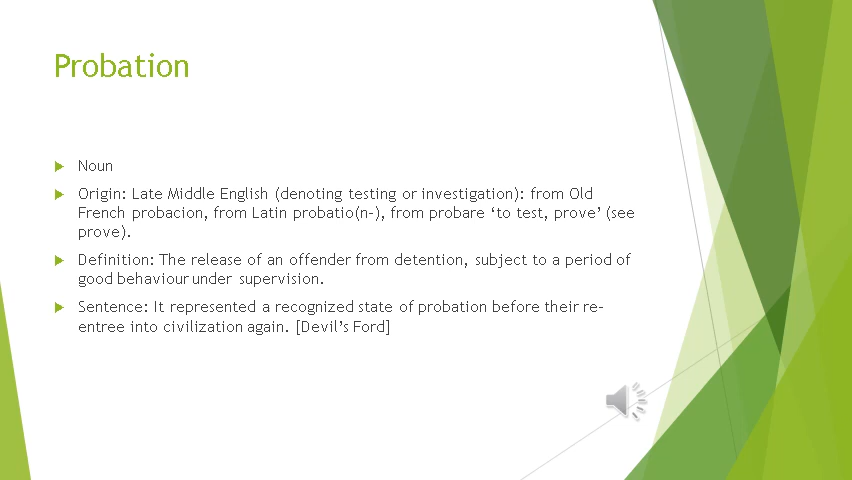 Probation
Noun
Origin: Late Middle English (denoting testing or investigation): from Old
French probacion, from Latin probatio(n-), from probare ‘to test, prove’ (see
prove).
Definition: The release of an offender from detention, subject to a period of
good behaviour under supervision.
Sentence: It represented a recognized state of probation before their re-
entree into civilization again. [Devil’s Ford]